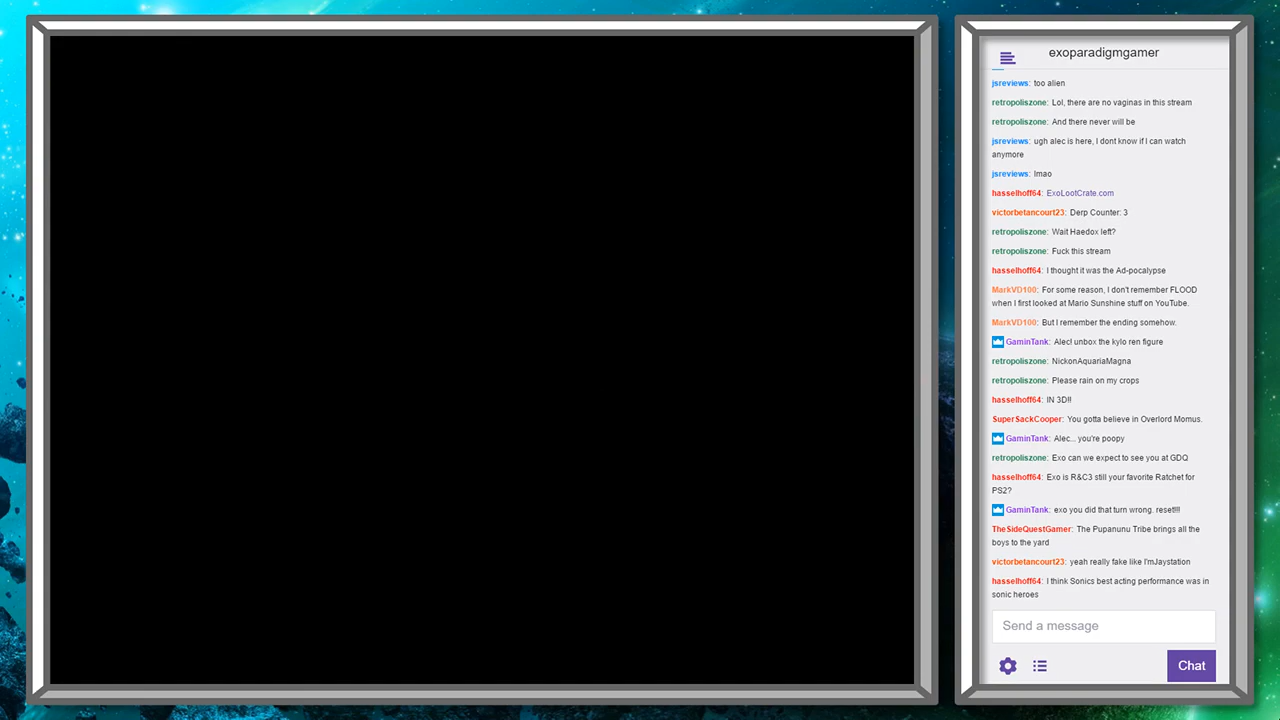 exoparadigmgamer
jsreviews: too alien
retropoliszone: Lol, there are no vaginas in this stream
retropoliszone: And there never will be
jsreviews: ugh alec is here, I dont know if I can watch
anymore
jsreviews: lmao
hasselhoff64: ExoLootCrate.com
victorbetancourt23: Derp Counter: 3
retropoliszone: Wait Haedox left?
retropoliszone: Fuck this stream
hasselhoff64: I thought it was the Ad-pocalypse
MarkVD100: For some reason, I don't remember FLOOD
when I first looked at Mario Sunshine stuff on YouTube.
MarkVD100: But I remember the ending somehow.
GaminTank: Alec! unbox the kylo ren figure
retropoliszone: NickonAquariaMagna
retropoliszone: Please rain on my crops
hasselhoff64: IN 3D!!
SuperSackCooper: You gotta believe in Overlord Momus.
GaminTank: Alec... you're poopy
retropoliszone: Exo can we expect to see you at GDQ
hasselhoff64: Exo is R&C3 still your favorite Ratchet for
PS2?
GaminTank: exo you did that turn wrong. reset!!!
TheSideQuestGamer: The Pupanunu Tribe brings all the
boys to the yard
victorbetancourt23: yeah really fake like I'mJaystation
hasselhoff64: I think Sonics best acting performance was in
sonic heroes
Send a message
Chat